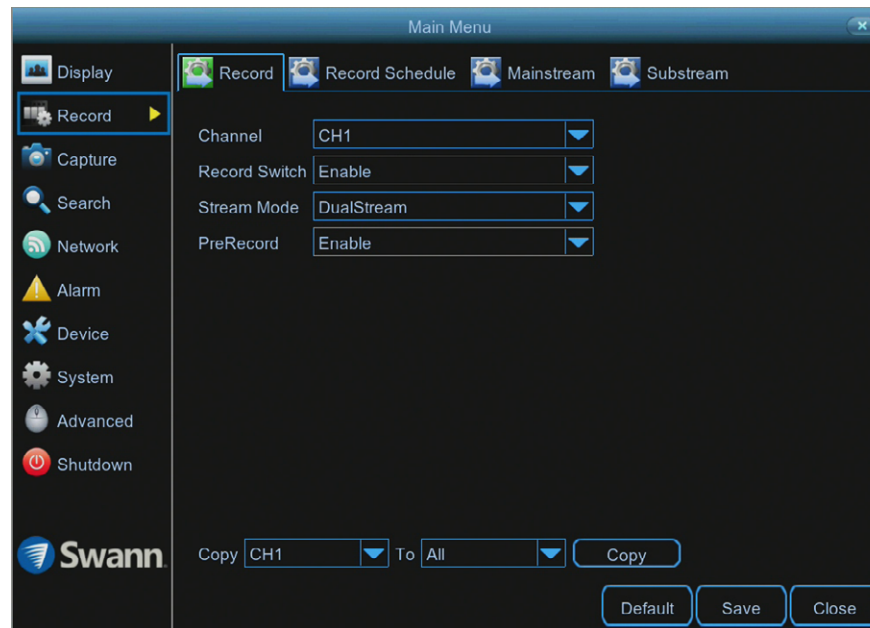 Main Menu
Display
Record
Capture
Search
Network
Alarm
Device
System
Advanced
Shutdown
Swann
Record
Record Schedule
Mainstream
Substream
Channel CH1
Record Switch Enable
Stream Mode DualStream
PreRecord Enable
Copy CH1 To All Copy
Default Save Close